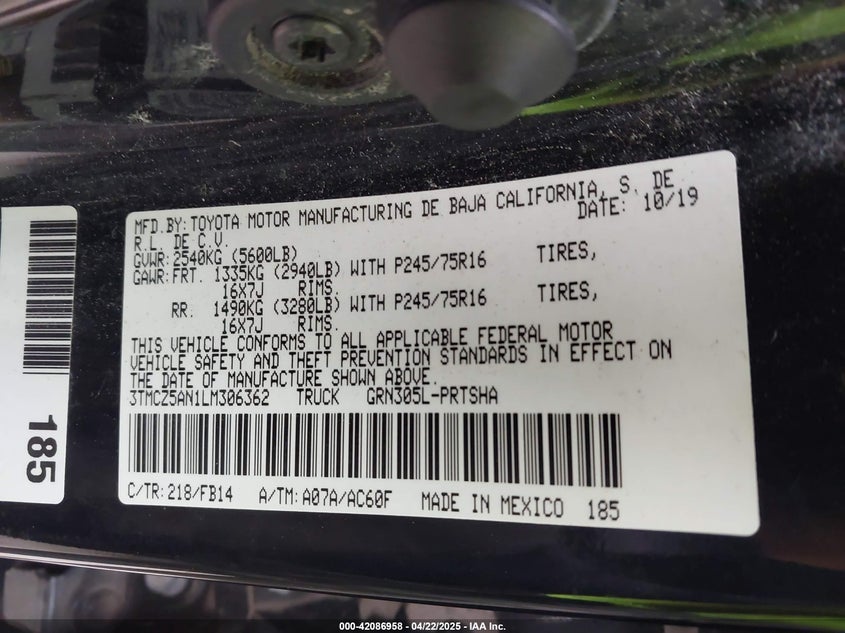 MFD.BY:TOYOTA MOTOR MANUFACTURING DE BAJA CALIFORNIA, S. DE
R.L. DE C.V. DATE: 10/19
GVWR:2540KG (5600LB)
GAWR:FRT. 1335KG (2940LB) WITH P245/75R16 TIRES,
16X7J RIMS.
RR. 1490KG (3280LB) WITH P245/75R16 TIRES,
16X7J RIMS.
THIS VEHICLE CONFORMS TO ALL APPLICABLE FEDERAL MOTOR
VEHICLE SAFETY AND THEFT PREVENTION STANDARDS IN EFFECT ON
THE DATE OF MANUFACTURE SHOWN ABOVE.
3TMCZ5AN1LM306362 TRUCK GRN305L-PRTSHA
C/TR:218/FB14 A/TM:A07A/AC60F MADE IN MEXICO 185
185
000-42086958 - 04/22/2025 - IAA Inc.